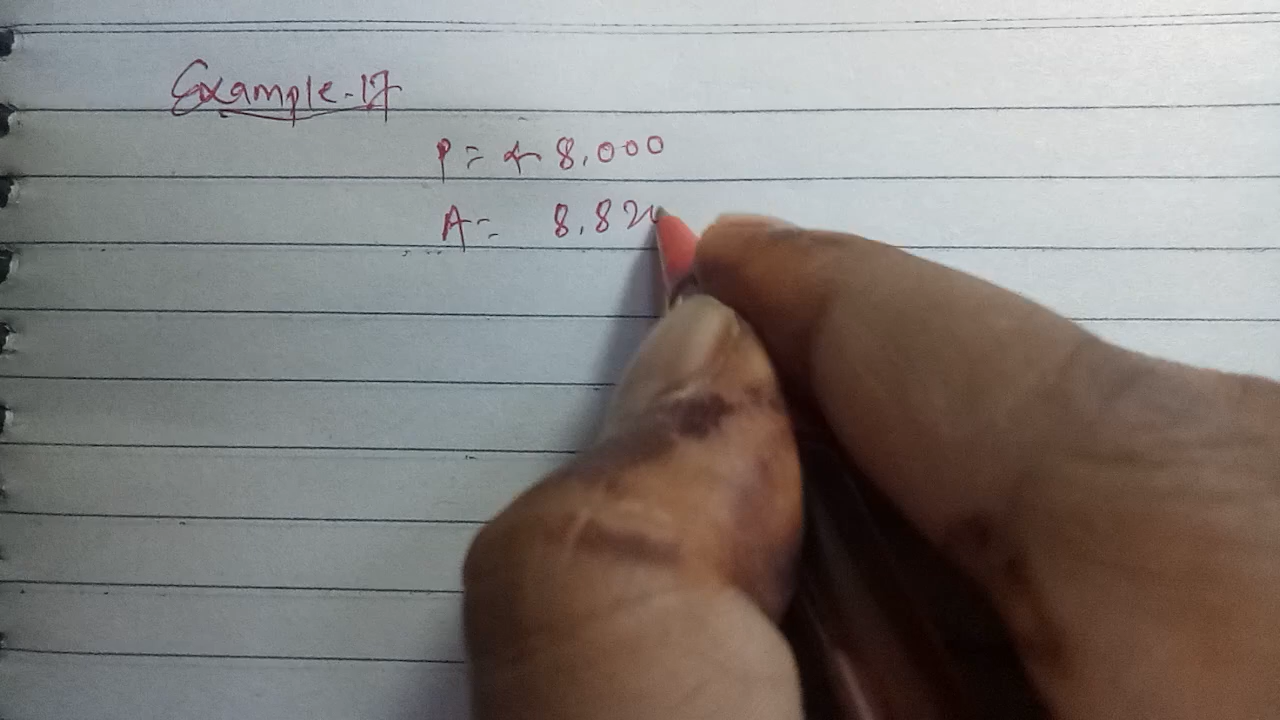 Example-17
P = ₹ 8,000
A = 8,82